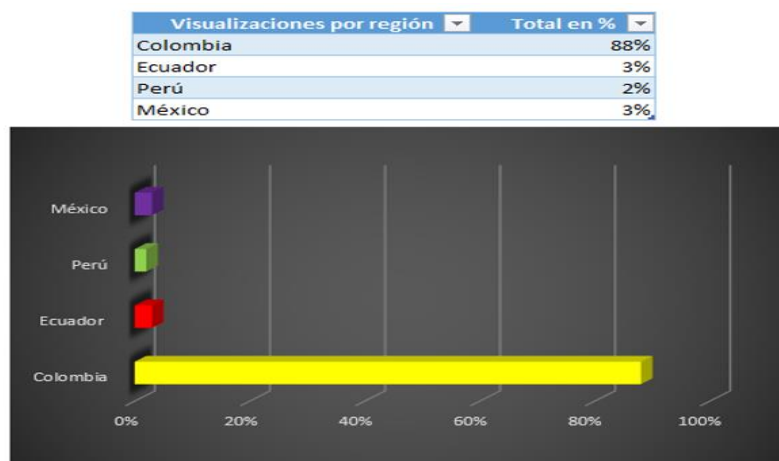 Visualizaciones por región Total en %
Colombia 88%
Ecuador 3%
Perú 2%
México 3%
México
Perú
Ecuador
Colombia
0% 20% 40% 60% 80% 100%